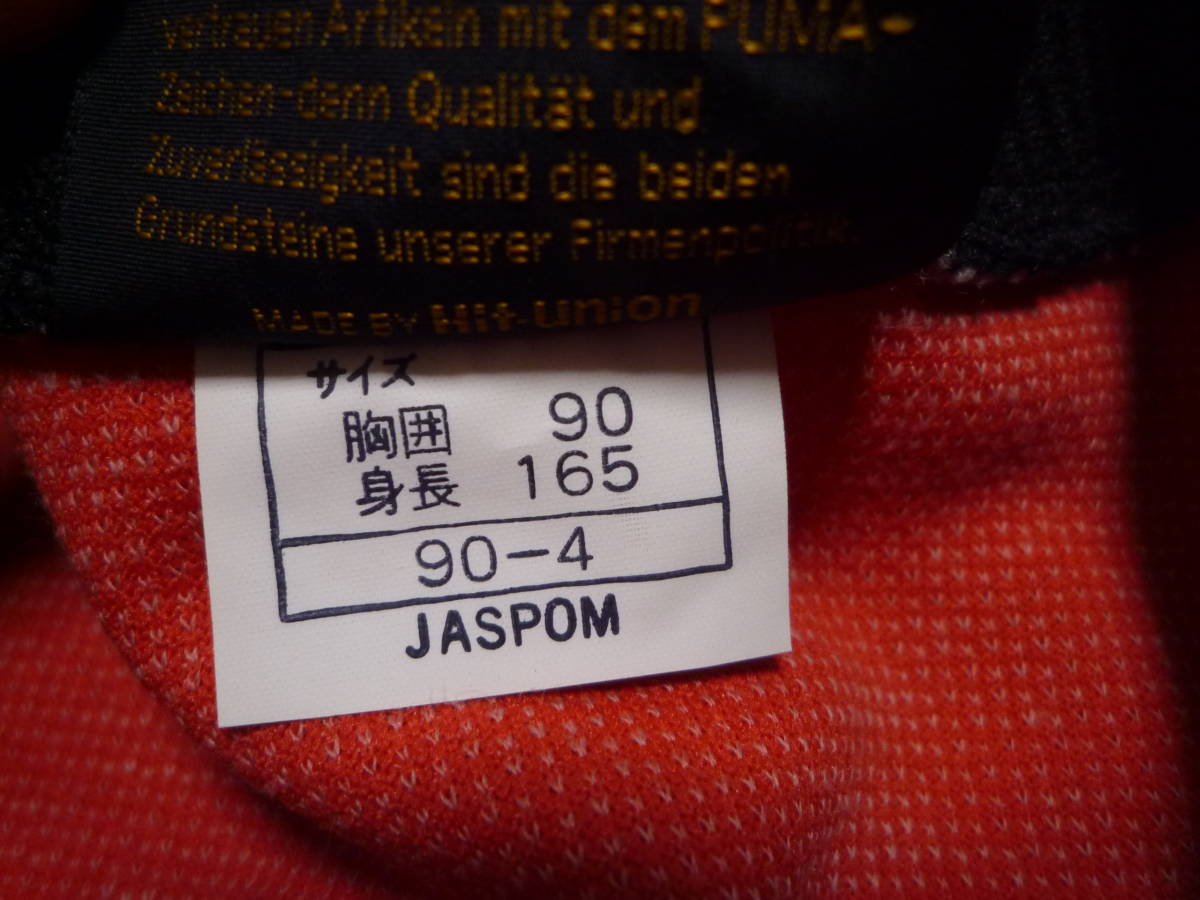 vertrauen Artikeln mit dem PUMA-
Zeichen-denn Qualität und
Zuverlässigkeit sind die beiden
Grundsteine unserer Firmenpolitik.
MADE BY Hit-Union
サイズ
胸囲 90
身長 165
90-4
JASPOM